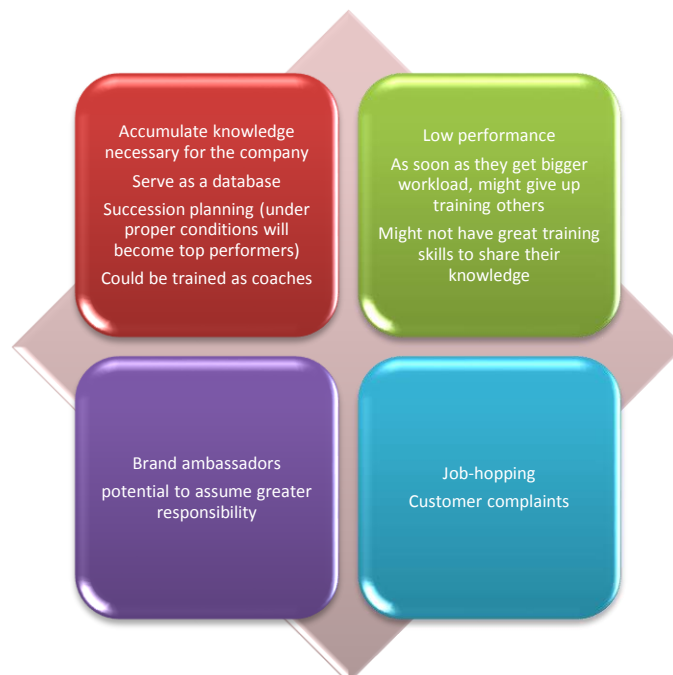 Accumulate knowledge
necessary for the company
Serve as a database
Succession planning (under
proper conditions will
become top performers)
Could be trained as coaches
Low performance
As soon as they get bigger
workload, might give up
training others
Might not have great training
skills to share their
knowledge
Brand ambassadors
potential to assume greater
responsibility
Job-hopping
Customer complaints